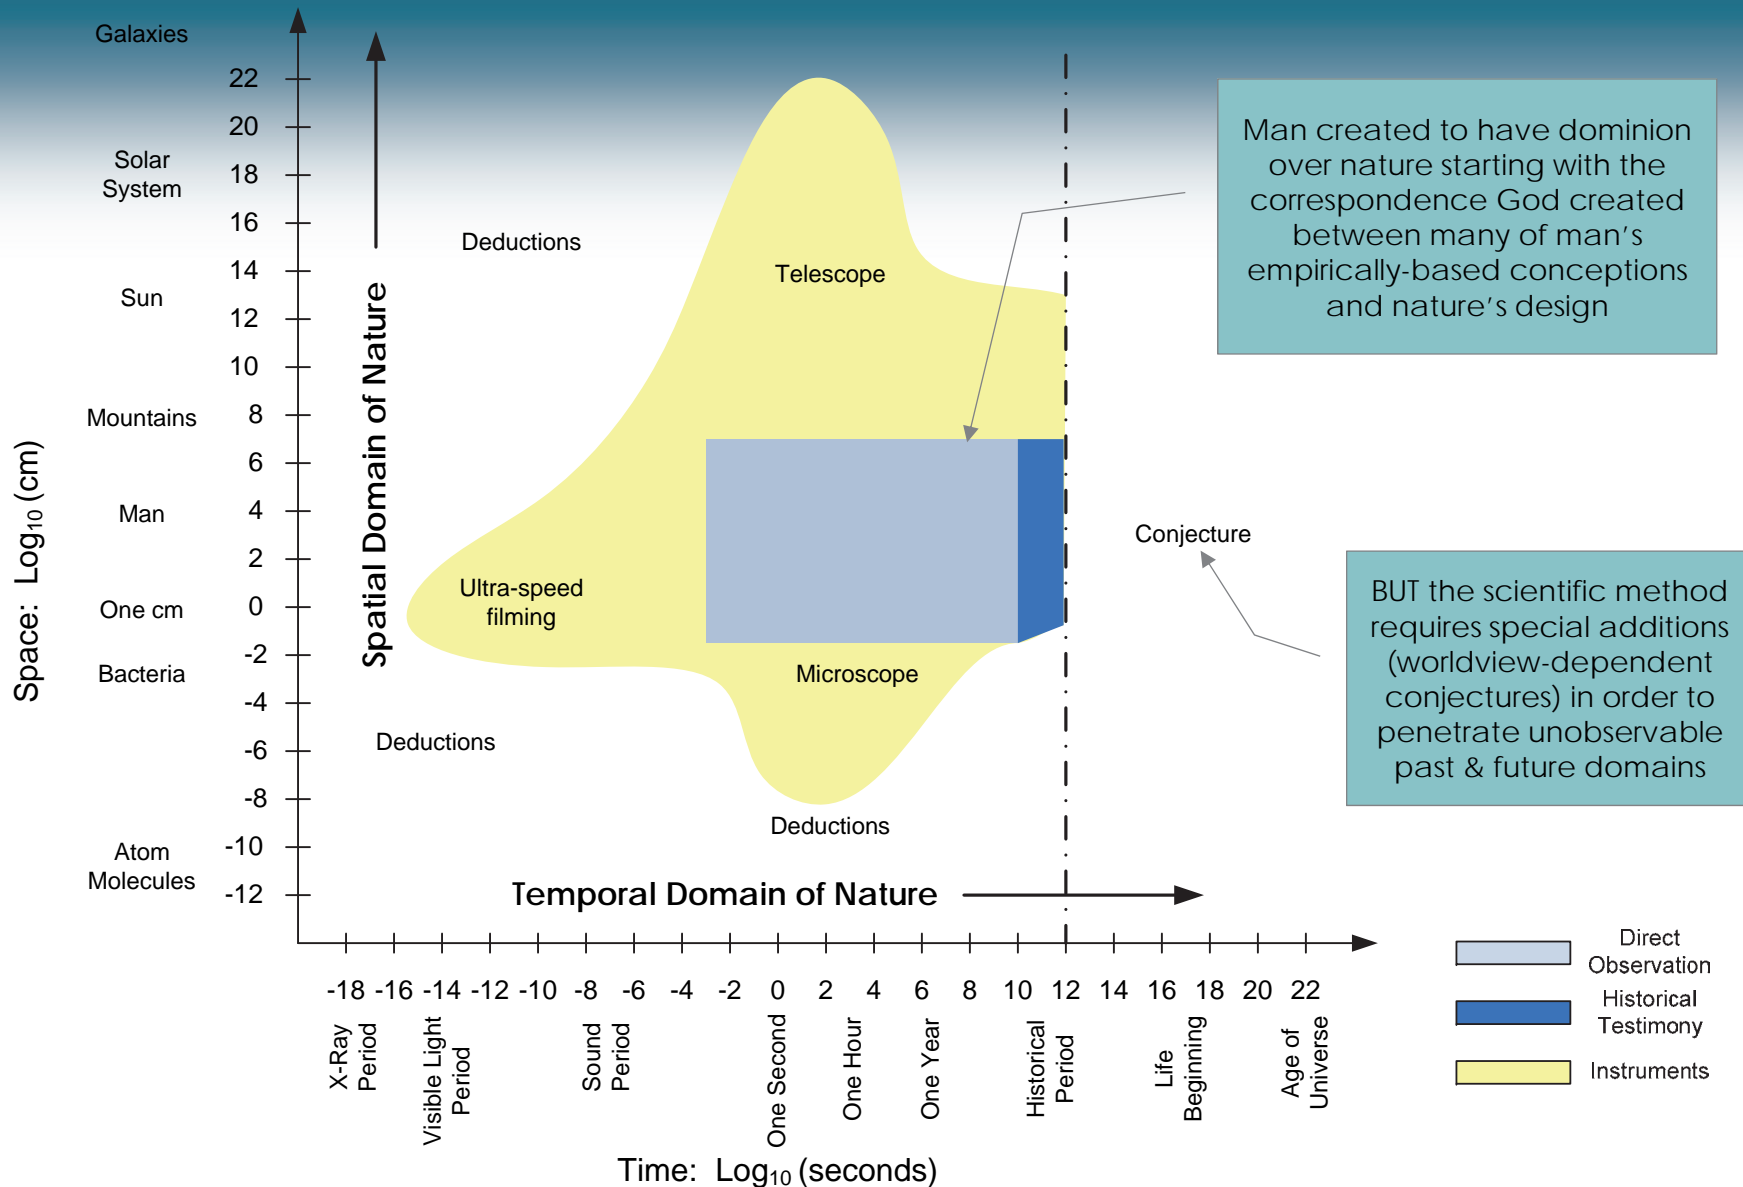 Galaxies
22
20
Solar
System
18
16
14
Sun
12
10
Mountains
8
6
Man
4
2
One cm
0
-2
Bacteria
-4
-6
-8
-10
Atom
Molecules
-12
Space: Log10 (cm)
Spatial Domain of Nature
Deductions
Telescope
Ultra-speed
filming
Microscope
Deductions
Deductions
Conjecture
Man created to have dominion
over nature starting with the
correspondence God created
between many of man's
empirically-based conceptions
and nature's design
BUT the scientific method
requires special additions
(worldview-dependent
conjectures) in order to
penetrate unobservable
past & future domains
Temporal Domain of Nature
-18 -16 -14 -12 -10 -8 -6 -4 -2 0 2 4 6 8 10 12 14 16 18 20 22
X-Ray
Period
Visible Light
Period
Sound
Period
One Second
One Hour
One Year
Historical
Period
Life
Beginning
Age of
Universe
Time: Log10 (seconds)
Direct
Observation
Historical
Testimony
Instruments